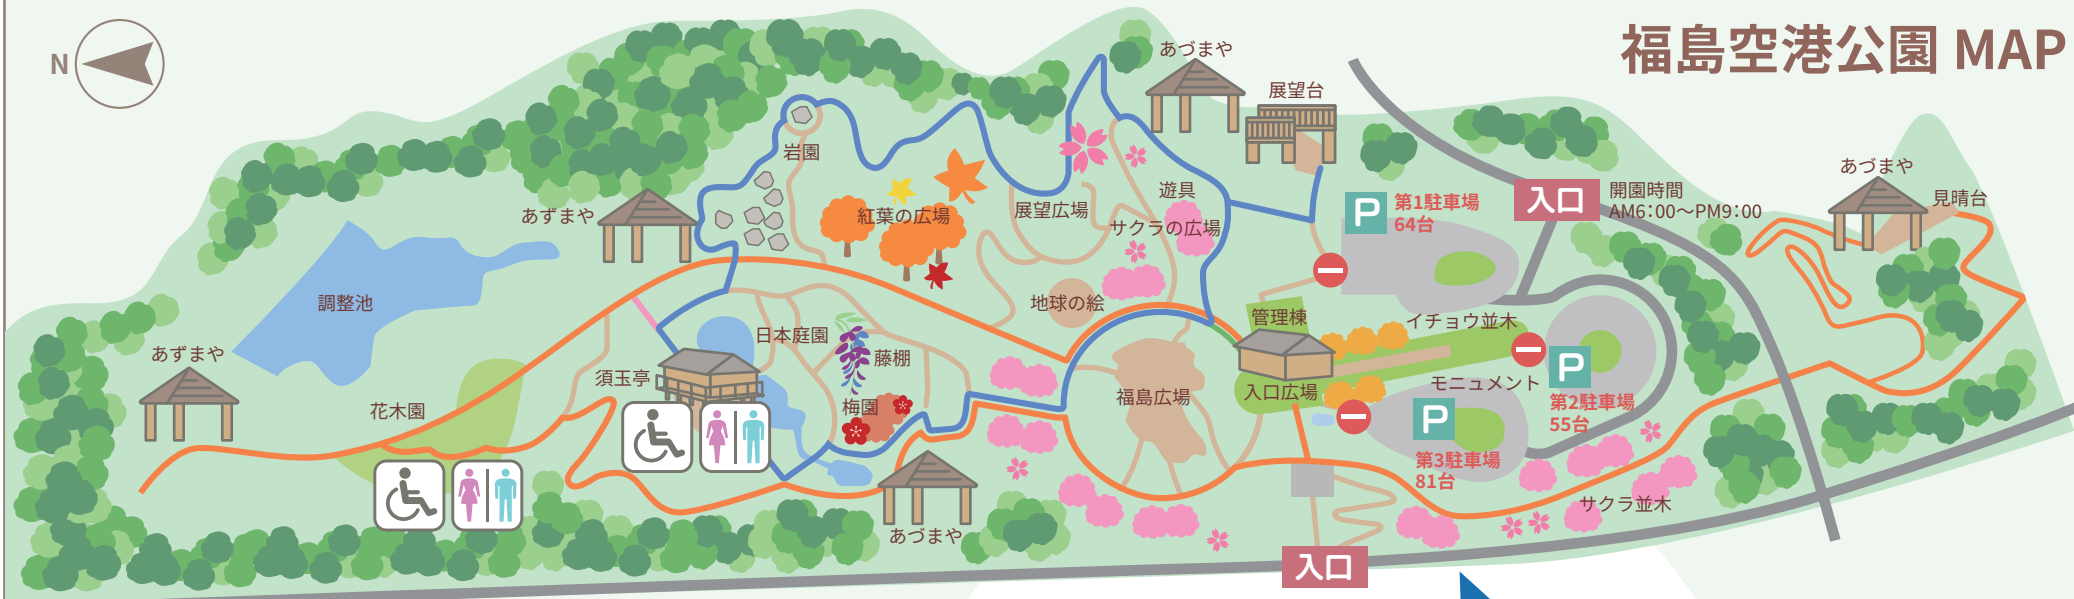 福島空港公園 MAP
N
あづまや
展望台
岩園
あずまや
紅葉の広場
展望広場
遊具
サクラの広場
P
第1駐車場
64台
入口
開園時間
AM6:00～PM9:00
あづまや
見晴台
調整池
地球の絵
管理棟
イチョウ並木
日本庭園
藤棚
あずまや
須玉亭
花木園
梅園
福島広場
入口広場
モニュメント
P
第2駐車場
55台
P
第3駐車場
81台
サクラ並木
あづまや
入口